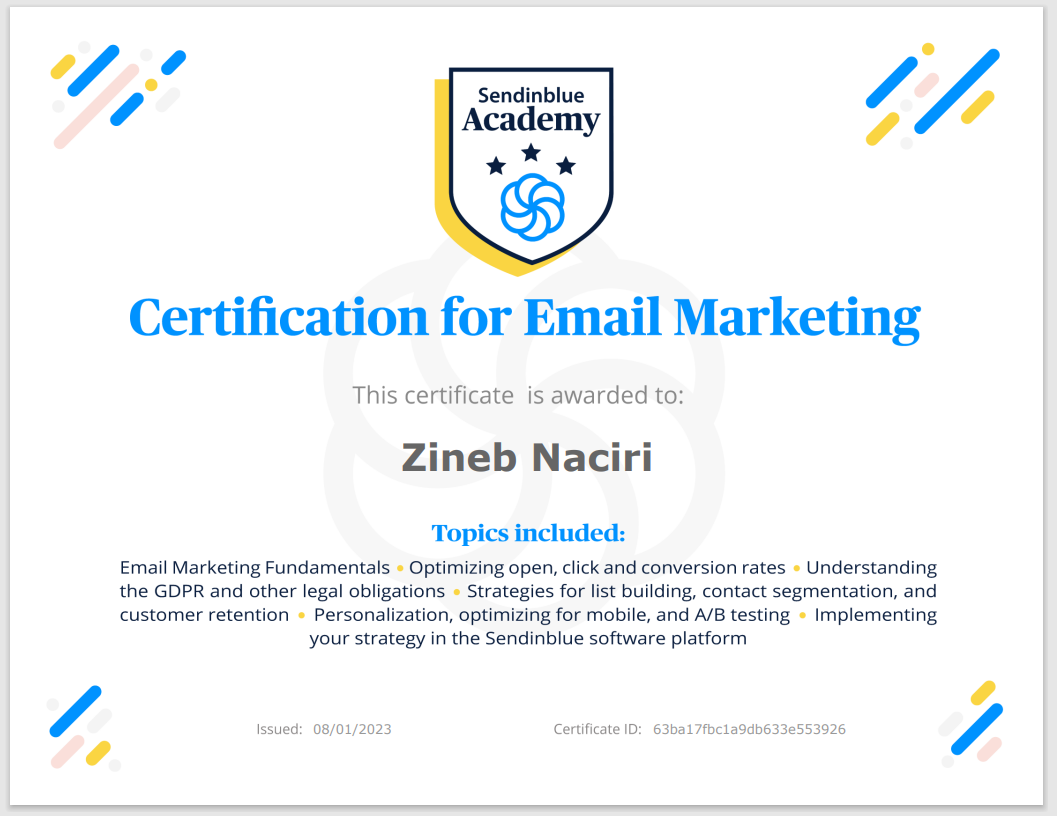 Sendinblue
Academy
Certification for Email Marketing
This certificate is awarded to:
Zineb Naciri
Topics included:
Email Marketing Fundamentals • Optimizing open, click and conversion rates • Understanding
the GDPR and other legal obligations • Strategies for list building, contact segmentation, and
customer retention • Personalization, optimizing for mobile, and A/B testing • Implementing
your strategy in the Sendinblue software platform
Issued: 08/01/2023 Certificate ID: 63ba17fbc1a9db633e553926